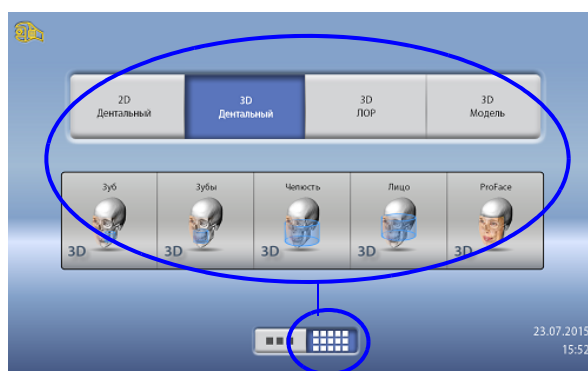 2D
Дентальный
3D
Дентальный
3D
ЛОР
3D
Модель
Зуб
Зубы
Челюсть
Лицо
ProFace
3D
3D
3D
3D
3D
23.07.2015
15:52